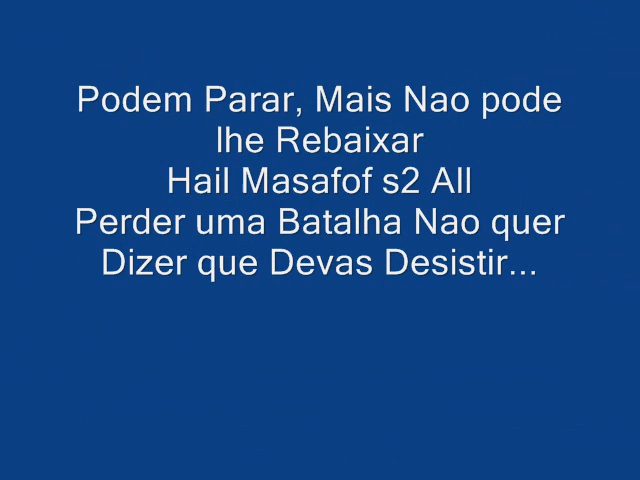 Podem Parar, Mais Nao pode
lhe Rebaixar
Hail Masafof s2 All
Perder uma Batalha Nao quer
Dizer que Devas Desistir...